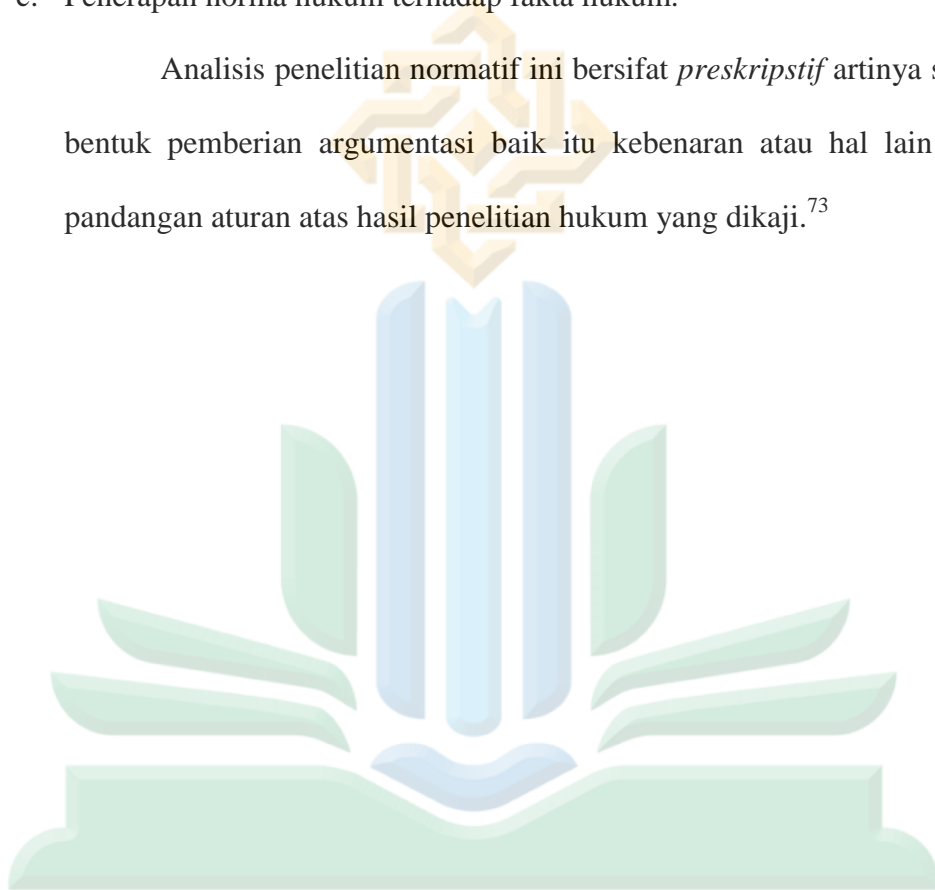 Penerapan norma hukum terhadap fakta hukum.
Analisis penelitian normatif ini bersifat preskripstif artinya
bentuk pemberian argumentasi baik itu kebenaran atau hal lain
pandangan aturan atas hasil penelitian hukum yang dikaji.73